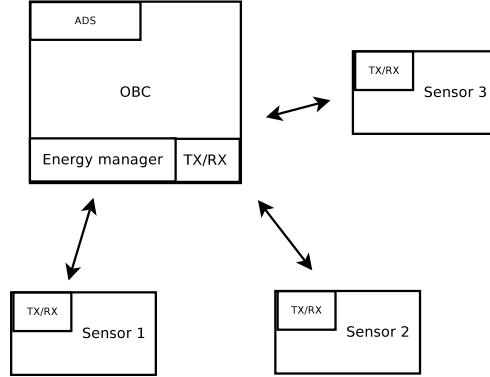 ADS
OBC
Energy manager
TX/RX
TX/RX
Sensor 3
TX/RX
Sensor 1
TX/RX
Sensor 2